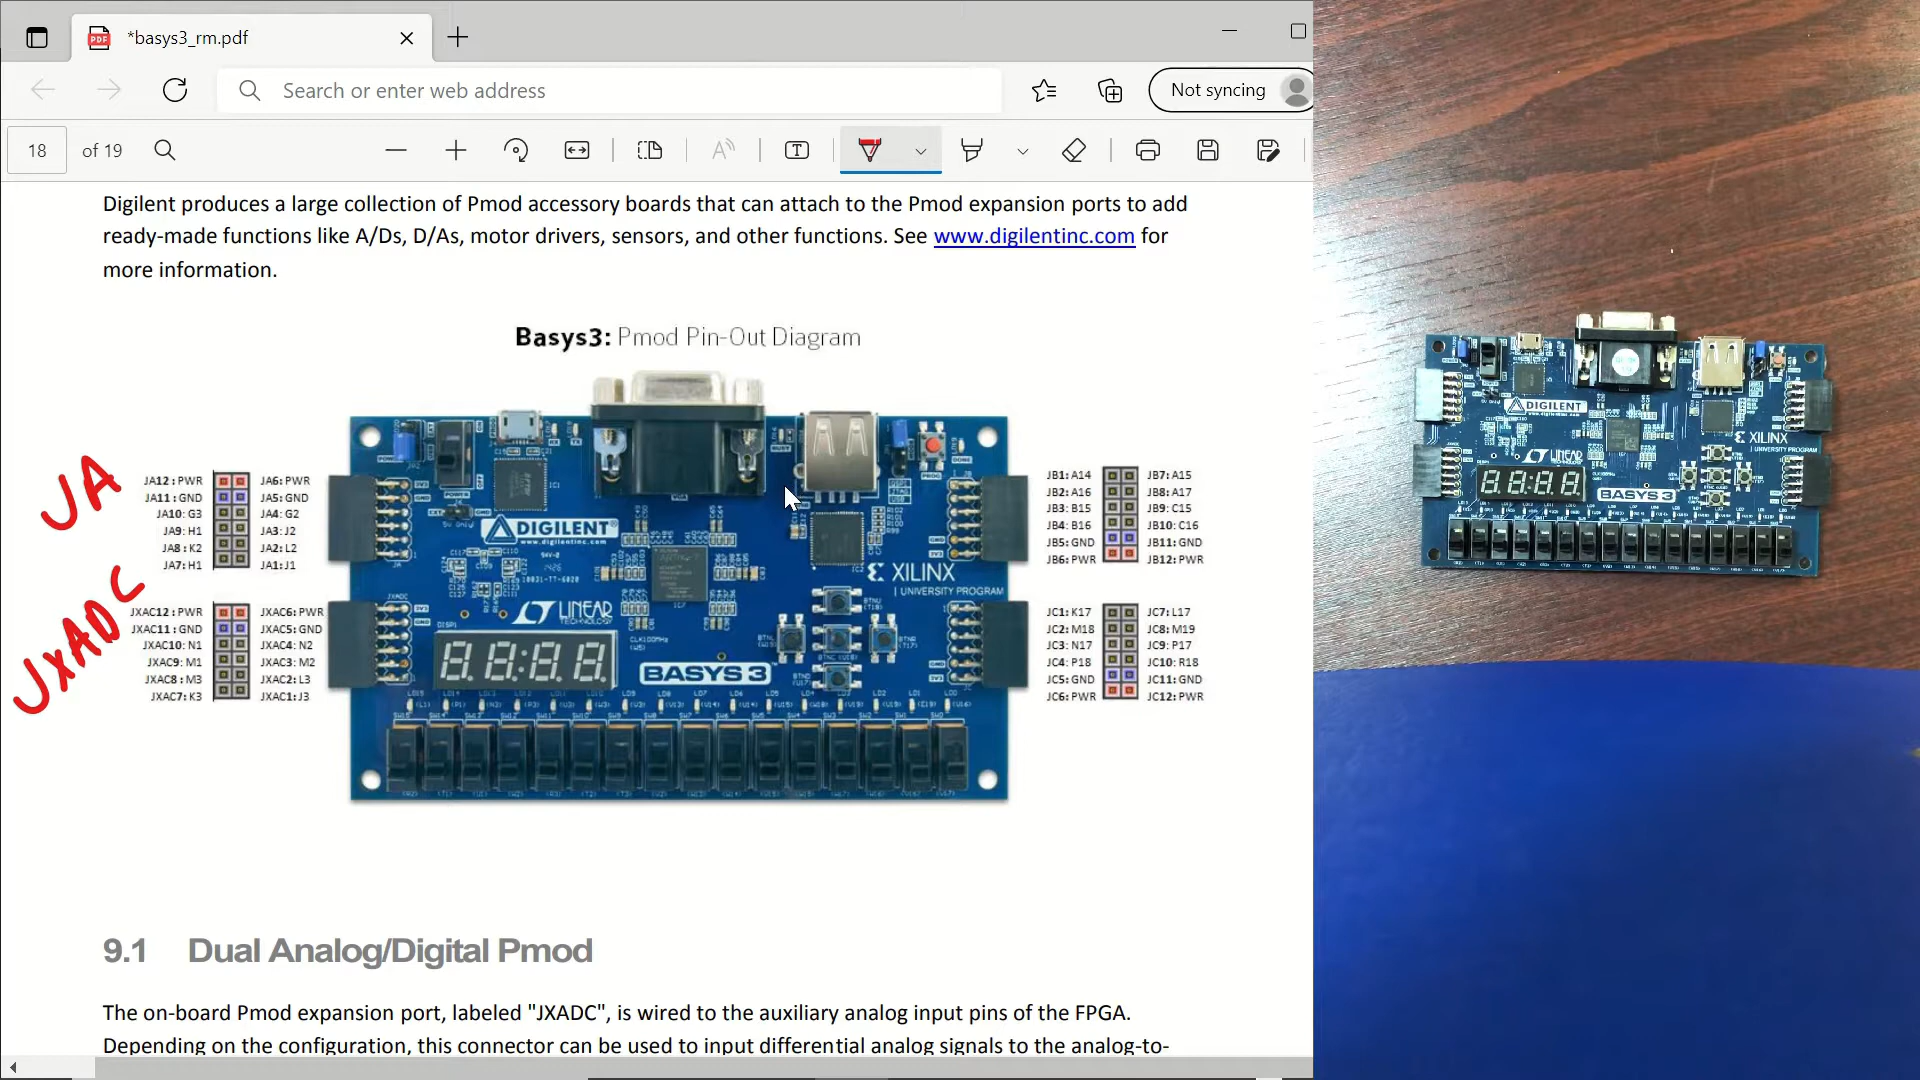 *basys3_rm.pdf
Search or enter web address
Not syncing
18 of 19
Digilent produces a large collection of Pmod accessory boards that can attach to the Pmod expansion ports to add
ready-made functions like A/Ds, D/As, motor drivers, sensors, and other functions. See www.digilentinc.com for
more information.
Basys3: Pmod Pin-Out Diagram
JA
JA12: PWR JA6: PWR
JA11: GND JA5: GND
JA10: G3 JA4: G2
JA9: H1 JA3: J2
JA8: K2 JA2: L2
JA7: H1 JA1: J1
JXADC
JXAC12: PWR JXAC6: PWR
JXAC11: GND JXAC5: GND
JXAC10: N1 JXAC4: N2
JXAC9: M1 JXAC3: M2
JXAC8: M3 JXAC2: L3
JXAC7: K3 JXAC1: J3
DIGILENT
www.digilentinc.com
LINEAR
TECHNOLOGY
XILINX
UNIVERSITY PROGRAM
BASYS 3
JB1: A14 JB7: A15
JB2: A16 JB8: A17
JB3: B15 JB9: C15
JB4: B16 JB10: C16
JB5: GND JB11: GND
JB6: PWR JB12: PWR
JC1: K17 JC7: L17
JC2: M18 JC8: M19
JC3: N17 JC9: P17
JC4: P18 JC10: R18
JC5: GND JC11: GND
JC6: PWR JC12: PWR
9.1 Dual Analog/Digital Pmod
The on-board Pmod expansion port, labeled "JXADC", is wired to the auxiliary analog input pins of the FPGA.
Depending on the configuration, this connector can be used to input differential analog signals to the analog-to-
DIGILENT
XILINX
UNIVERSITY PROGRAM
LINEAR
BASYS 3